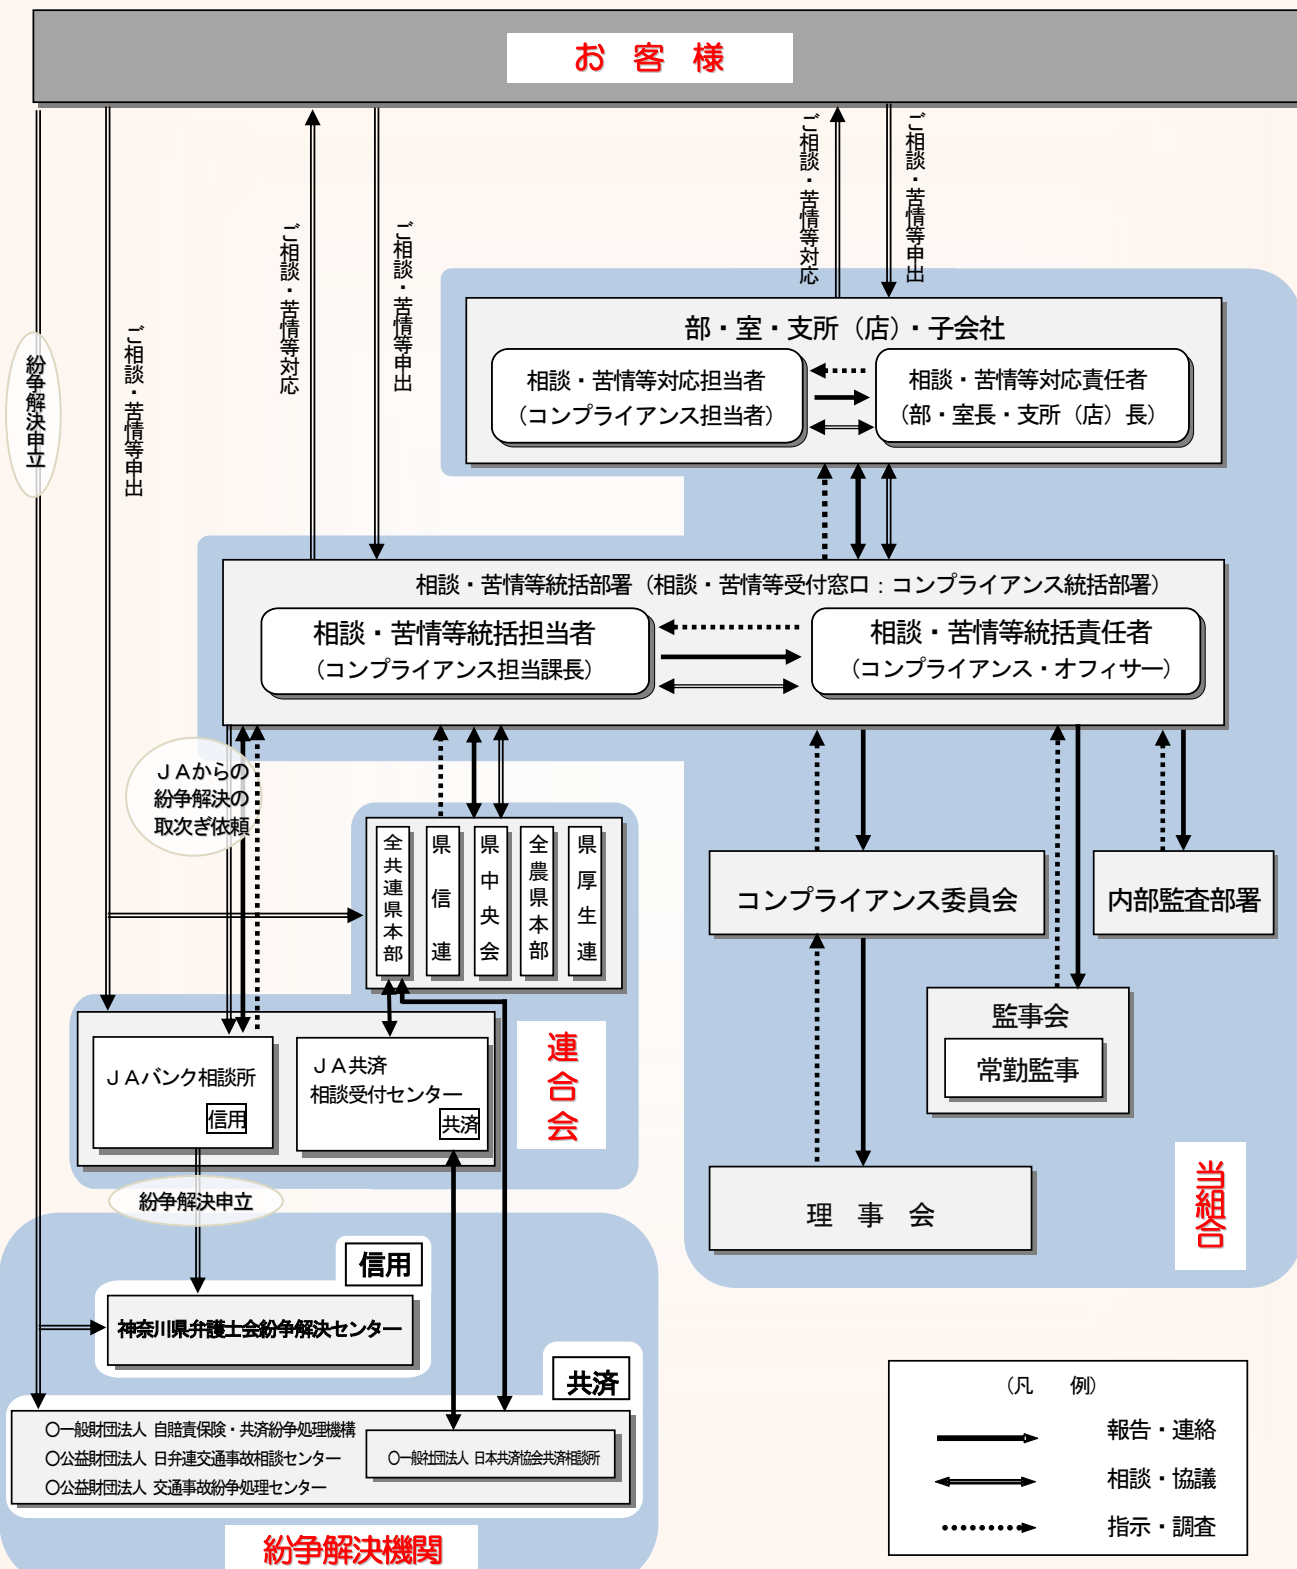 お 客 様
ご相談・苦情等対応
ご相談・苦情等申出
ご相談・苦情等対応
ご相談・苦情等申出
ご相談・苦情等申出
紛争解決申立
部・室・支所（店）・子会社
相談・苦情等対応担当者
（コンプライアンス担当者）
相談・苦情等対応責任者
（部・室長・支所（店）長）
相談・苦情等統括部署（相談・苦情等受付窓口：コンプライアンス統括部署）
相談・苦情等統括担当者
（コンプライアンス担当課長）
相談・苦情等統括責任者
（コンプライアンス・オフィサー）
ＪＡからの
紛争解決の
取次ぎ依頼
全共連県本部
県信連
県中央会
全農県本部
県厚生連
コンプライアンス委員会
内部監査部署
監事会
常勤監事
理 事 会
当組合
連合会
ＪＡバンク相談所
信用
ＪＡ共済
相談受付センター
共済
紛争解決申立
信用
神奈川県弁護士会紛争解決センター
共済
〇一般財団法人 自賠責保険・共済紛争処理機構
〇公益財団法人 日弁連交通事故相談センター
〇公益財団法人 交通事故紛争処理センター
〇一般社団法人 日本共済協会共済相談所
紛争解決機関
（凡 例）
報告・連絡
相談・協議
指示・調査